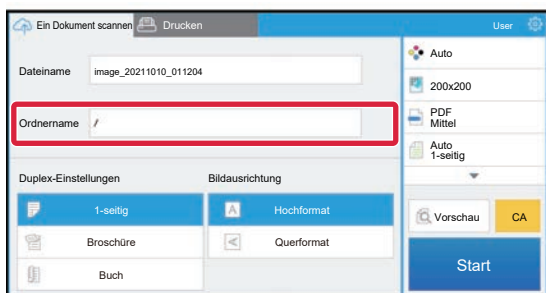 Ein Dokument scannen
Drucken
User
Dateiname
image_20211010_011204
Ordnername
/
Duplex-Einstellungen
Bildausrichtung
1-seitig
A
Hochformat
Broschüre
A
Querformat
Buch
Auto
200x200
PDF
Mittel
Auto
1-seitig
Vorschau
CA
Start